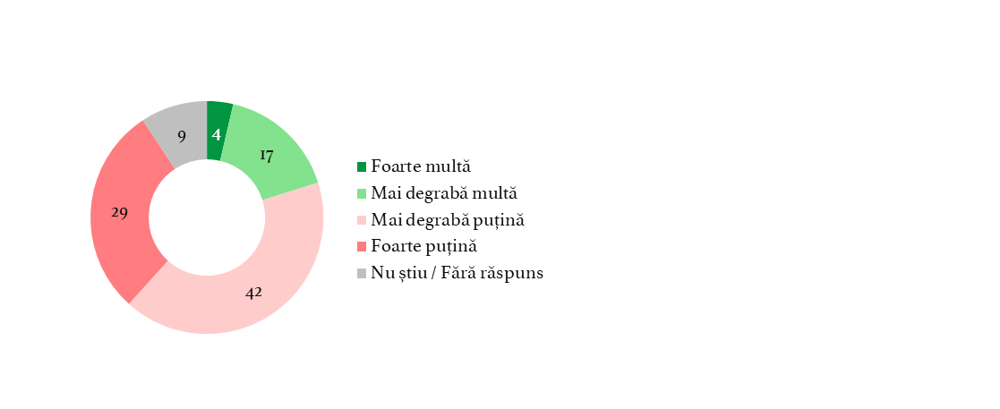 9
4
17
29
42
Foarte multă
Mai degrabă multă
Mai degrabă puțină
Foarte puțină
Nu știu / Fără răspuns